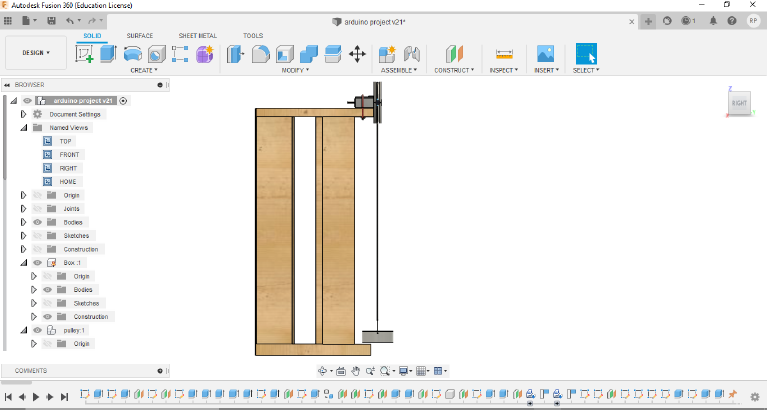 Autodesk Fusion 360 (Education License)
arduino project v21*
1
RP
SOLID SURFACE SHEET METAL TOOLS
DESIGN
CREATE MODIFY ASSEMBLE CONSTRUCT INSPECT INSERT SELECT
BROWSER
arduino project v21
Document Settings
Named Views
TOP
FRONT
RIGHT
HOME
Origin
Joints
Bodies
Sketches
Construction
Box :1
Origin
Bodies
Sketches
Construction
pulley:1
Origin
Z
RIGHT
COMMENTS